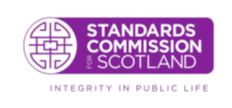 STANDARDS
COMMISSION
FOR SCOTLAND
INTEGRITY IN PUBLIC LIFE